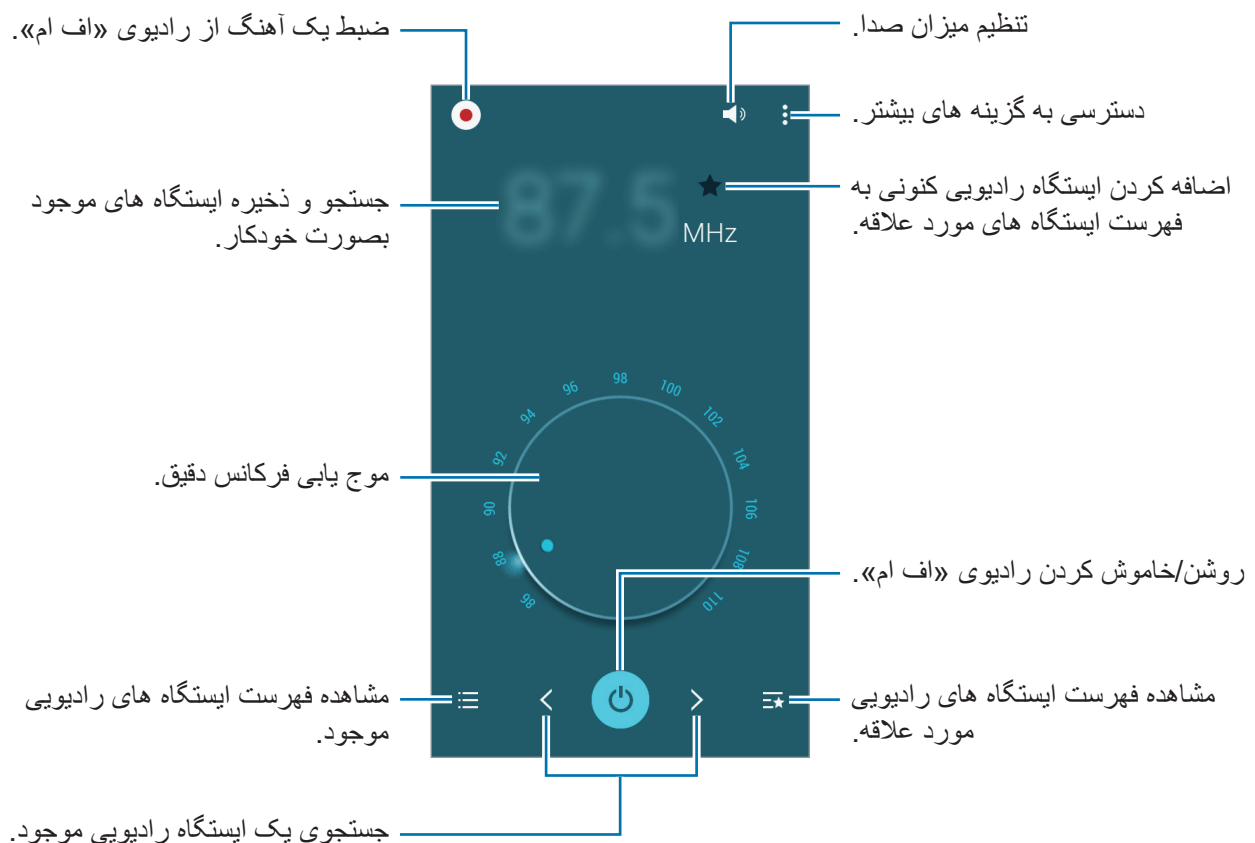 ضبط یک آهنگ از رادیوی «اف ام».
تنظیم میزان صدا.
دسترسی به گزینه های بیشتر.
جستجو و ذخیره ایستگاه های موجود
بصورت خودکار.
87.5
MHz
اضافه کردن ایستگاه رادیویی کنونی به
فهرست ایستگاه های مورد علاقه.
86
88
90
92
94
96
98
100
102
104
106
108
110
موج یابی فرکانس دقیق.
روشن/خاموش کردن رادیوی «اف ام».
مشاهده فهرست ایستگاه های رادیویی
موجود.
مشاهده فهرست ایستگاه های رادیویی
مورد علاقه.
جستجوی یک ایستگاه رادیویی موجود.